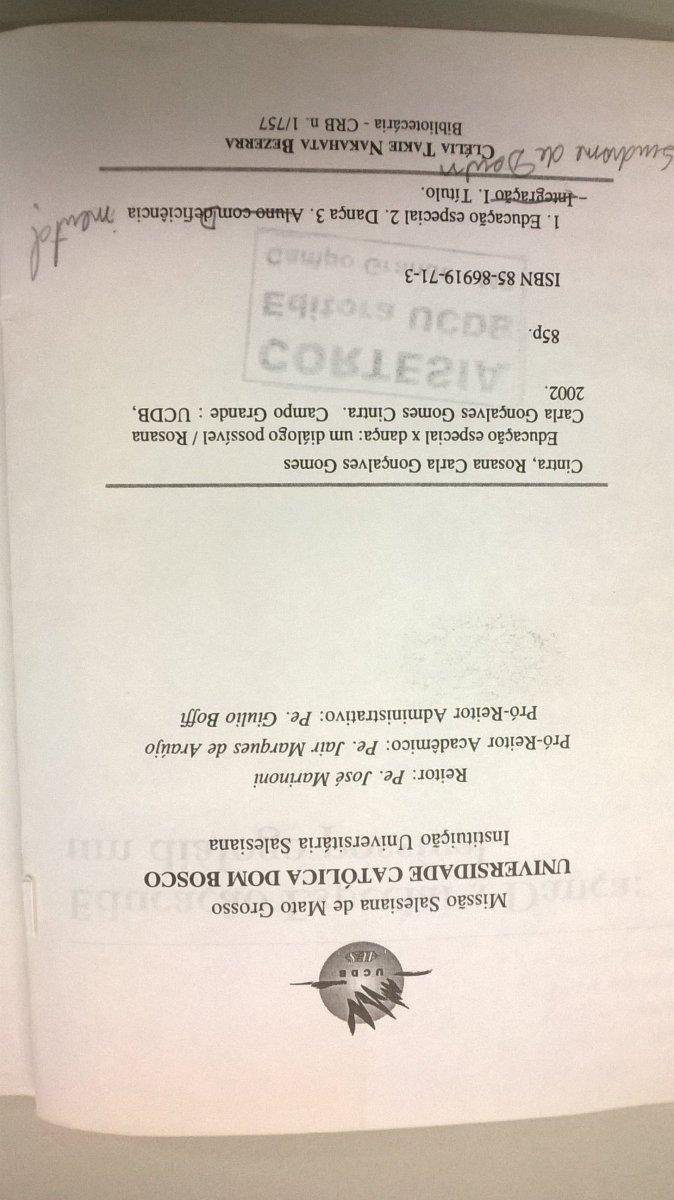 UCDB
Missão Salesiana de Mato Grosso
UNIVERSIDADE CATÓLICA DOM BOSCO
Instituição Universitária Salesiana
Reitor: Pe. José Marinoni
Pró-Reitor Acadêmico: Pe. Jair Marques de Araújo
Pró-Reitor Administrativo: Pe. Giulio Boffi
Cintra, Rosana Carla Gonçalves Gomes
Educação especial x dança: um diálogo possível / Rosana
Carla Gonçalves Gomes Cintra. Campo Grande : UCDB,
2002.
85p.
CORTESIA
Editora UCDB
Campo Grande
ISBN 85-86919-71-3
1. Educação especial 2. Dança 3. Aluno com Deficiência mental
– Integração I. Título.
Síndrome de Down
CLÉLIA TAKIE NAKAHATA BEZERRA
Bibliotecária - CRB n. 1/757